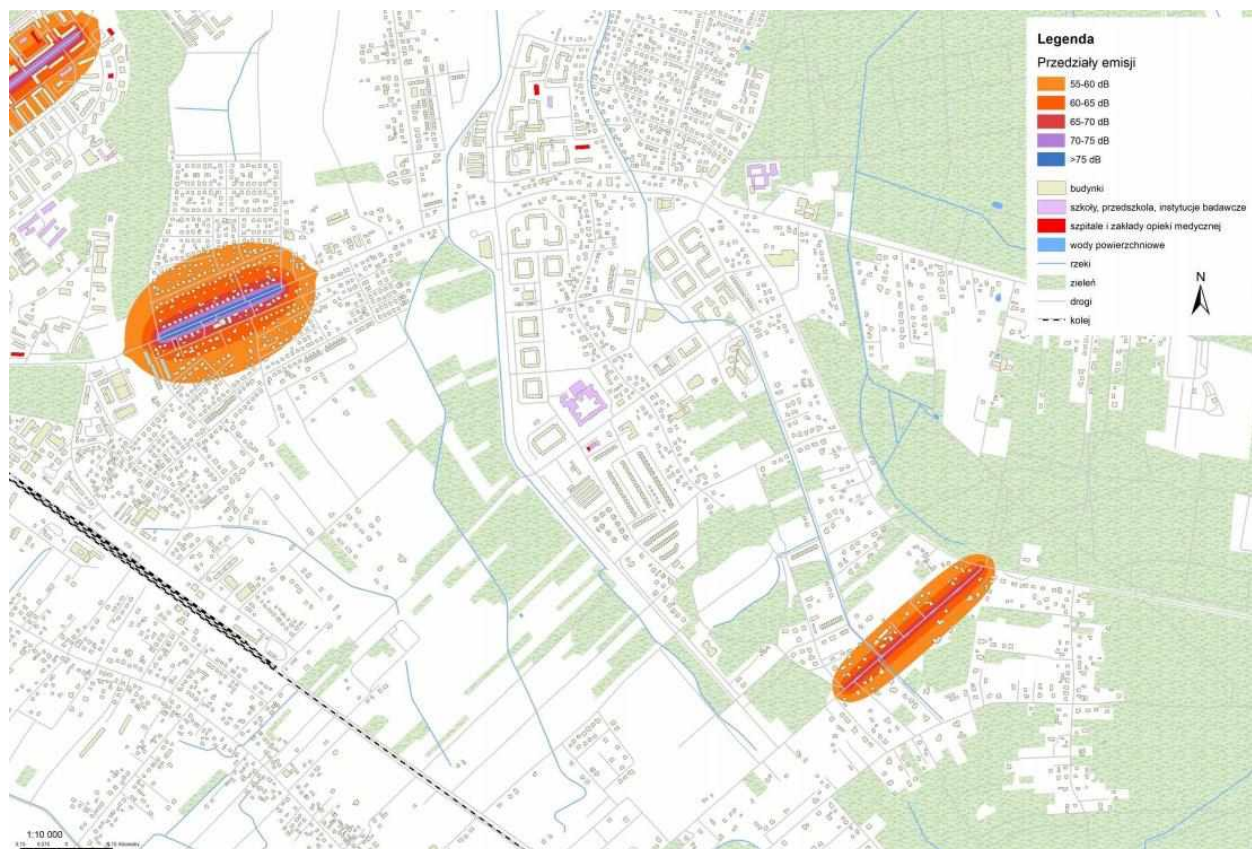 Legenda
Przedziały emisji
55-60 dB
60-65 dB
65-70 dB
70-75 dB
>75 dB
budynki
szkoły, przedszkola, instytucje badawcze
szpitale i zakłady opieki medycznej
wody powierzchniowe
rzeki
zieleń
drogi
kolej
N
1:10 000